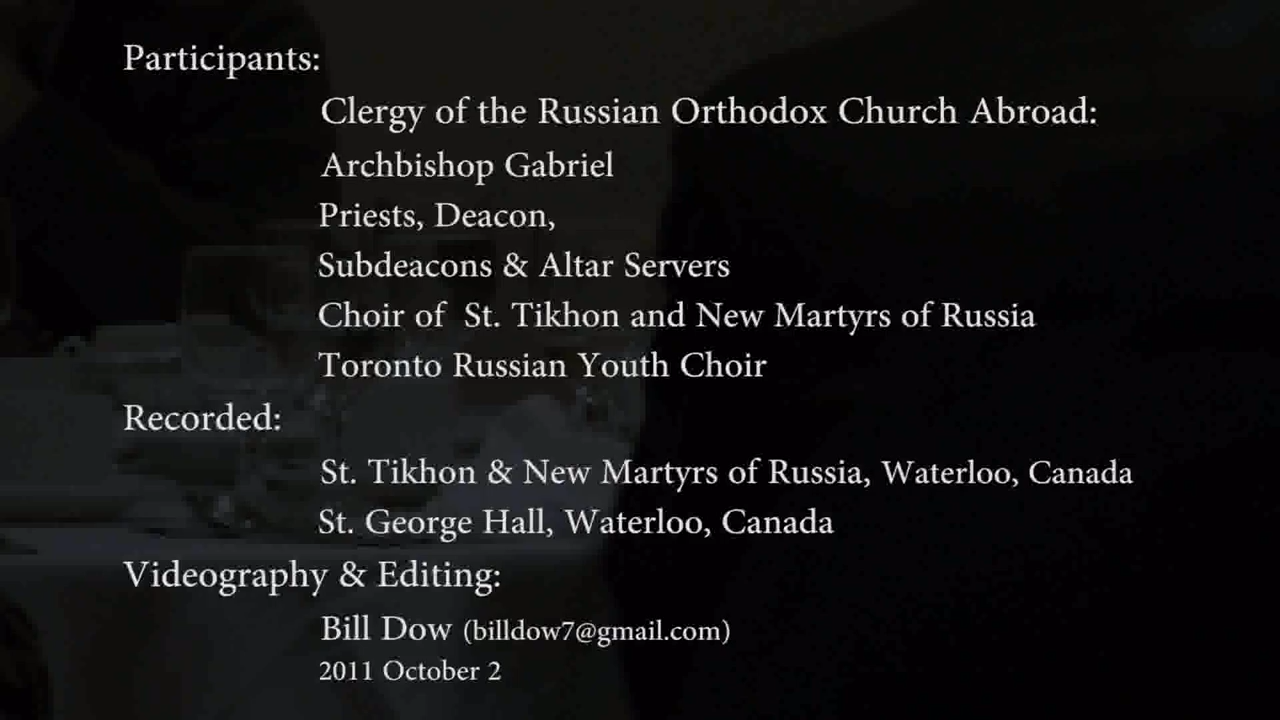 Participants:
Clergy of the Russian Orthodox Church Abroad:
Archbishop Gabriel
Priests, Deacon,
Subdeacons & Altar Servers
Choir of  St. Tikhon and New Martyrs of Russia
Toronto Russian Youth Choir
Recorded:
St. Tikhon & New Martyrs of Russia, Waterloo, Canada
St. George Hall, Waterloo, Canada
Videography & Editing:
Bill Dow (billdow7@gmail.com)
2011 October 2